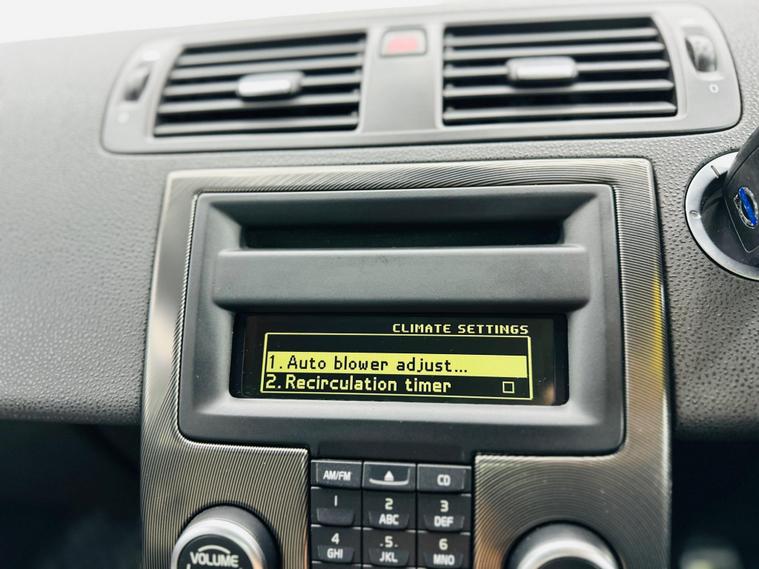 CLIMATE SETTINGS
1. Auto blower adjust...
2. Recirculation timer
AM/FM
CD
1
2
ABC
3
DEF
4
GHI
.5.
JKL
6
MNO
VOLUME